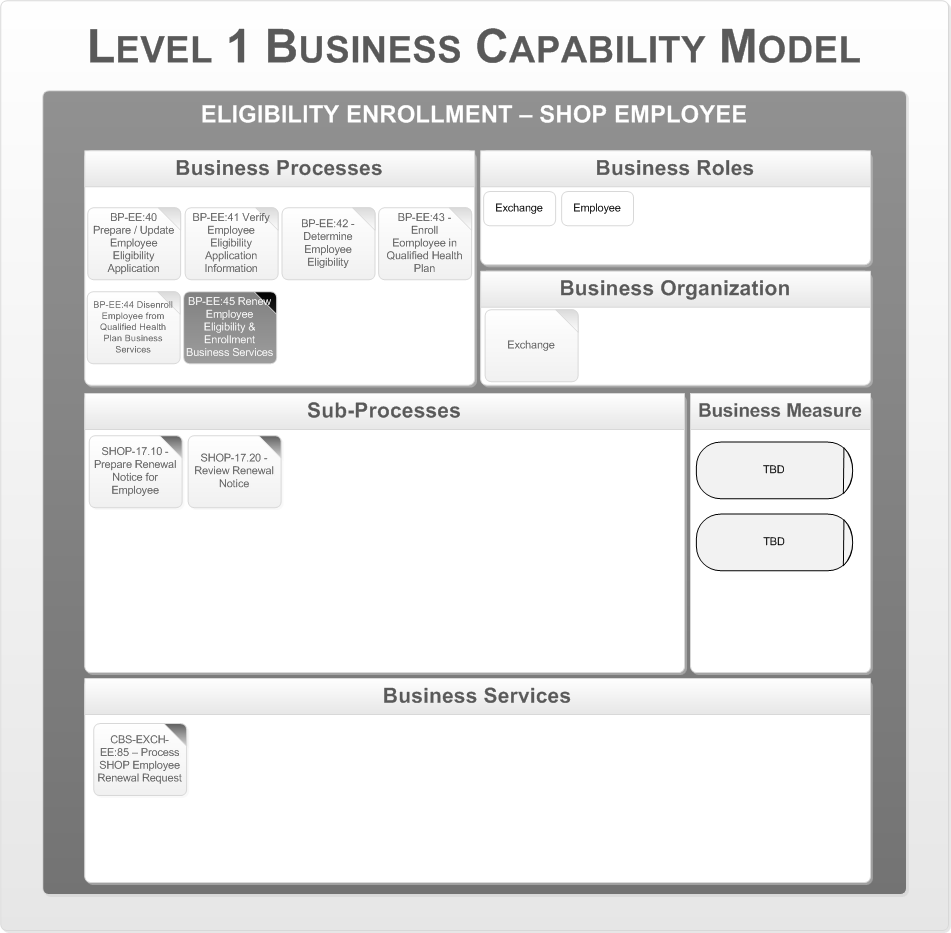 LEVEL 1 BUSINESS CAPABILITY MODEL
ELIGIBILITY ENROLLMENT – SHOP EMPLOYEE
Business Processes
BP-EE:40
Prepare / Update
Employee
Eligibility
Application
BP-EE:41 Verify
Employee
Eligibility
Application
Information
BP-EE:42 -
Determine
Employee
Eligibility
BP-EE:43 -
Enroll
Eomployee in
Qualified Health
Plan
BP-EE:44 Disenroll
Employee from
Qualified Health
Plan Business
Services
BP-EE:45 Renew
Employee
Eligibility &
Enrollment
Business Services
Business Roles
Exchange
Employee
Business Organization
Exchange
Sub-Processes
SHOP-17.10 -
Prepare Renewal
Notice for
Employee
SHOP-17.20 -
Review Renewal
Notice
Business Measure
TBD
TBD
Business Services
CBS-EXCH-
EE:85 – Process
SHOP Employee
Renewal Request